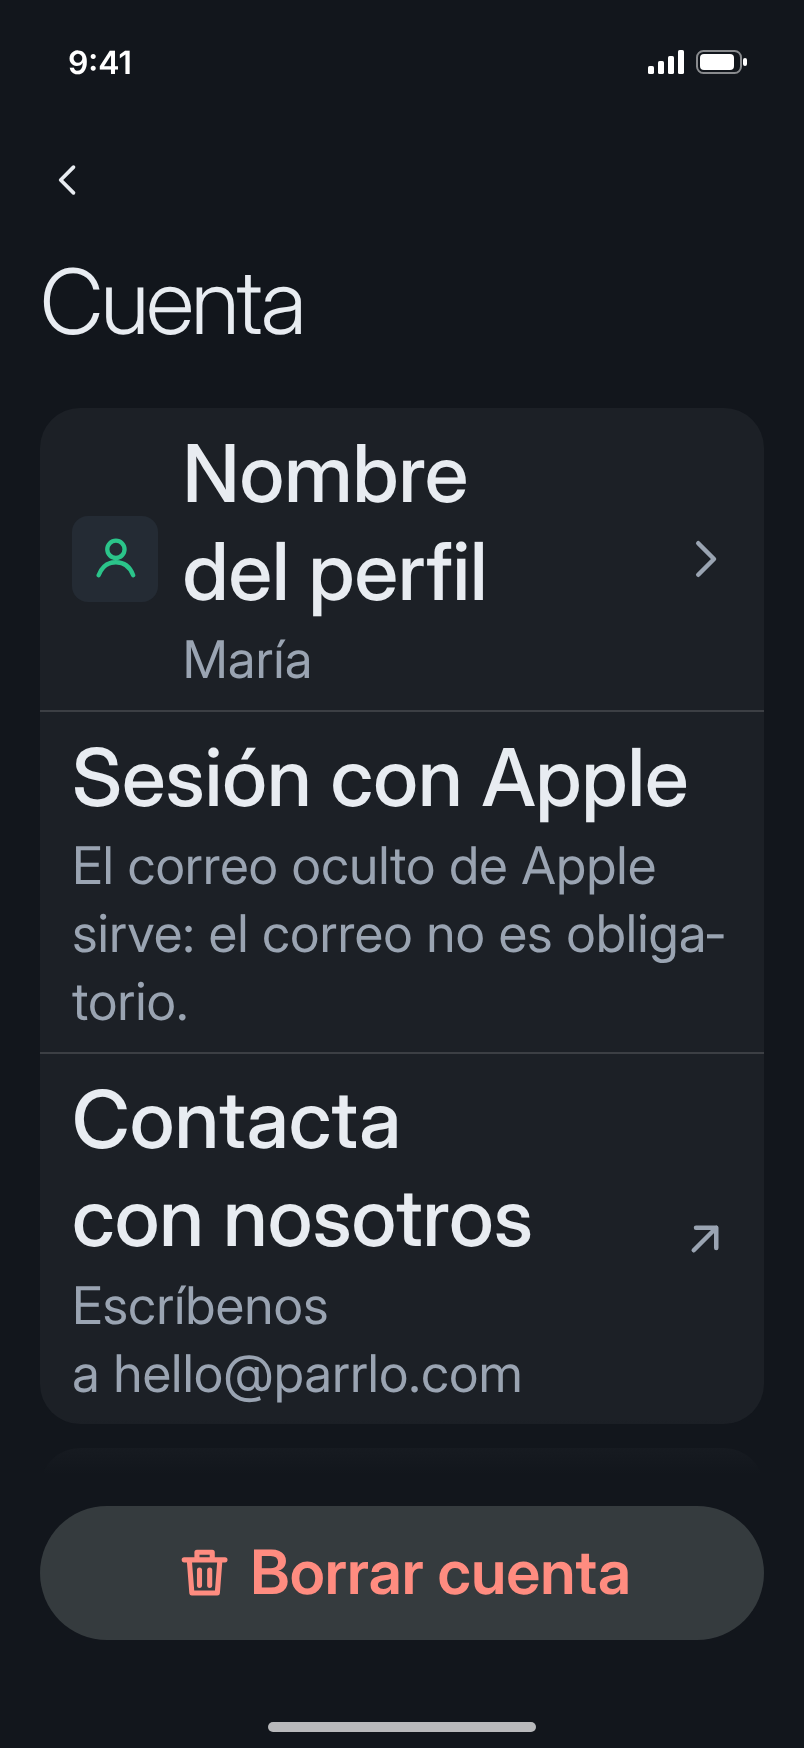 9:41
Cuenta
Nombre
del perfil
María
Sesión con Apple
El correo oculto de Apple
sirve: el correo no es obliga-
torio.
Contacta
con nosotros
Escríbenos
a hello@parrlo.com
Borrar cuenta